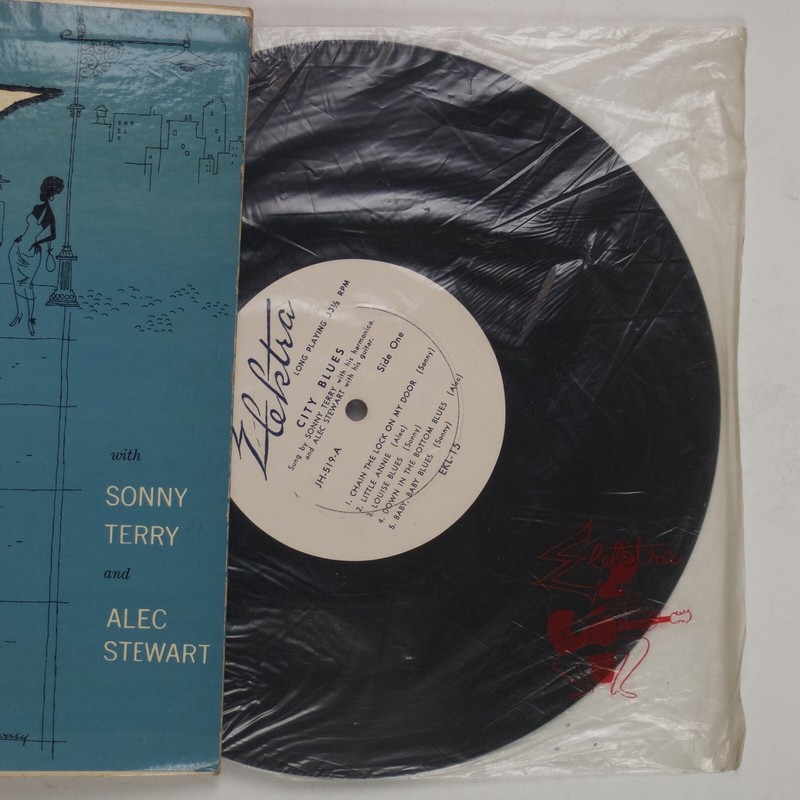 with
SONNY
TERRY
and
ALEC
STEWART
Elektra
LONG PLAYING 33⅓ RPM
CITY BLUES
Sung by SONNY TERRY with his harmonica,
and ALEC STEWART with his guitar.
JH-519-A
Side One
1. CHAIN THE LOCK ON MY DOOR (Sonny)
2. LITTLE ANNIE (Alec)
3. LOUISE BLUES (Sonny)
4. DOWN IN THE BOTTOM BLUES (Alec)
5. BABY, BABY BLUES (Sonny)
EKL-15
Elektra